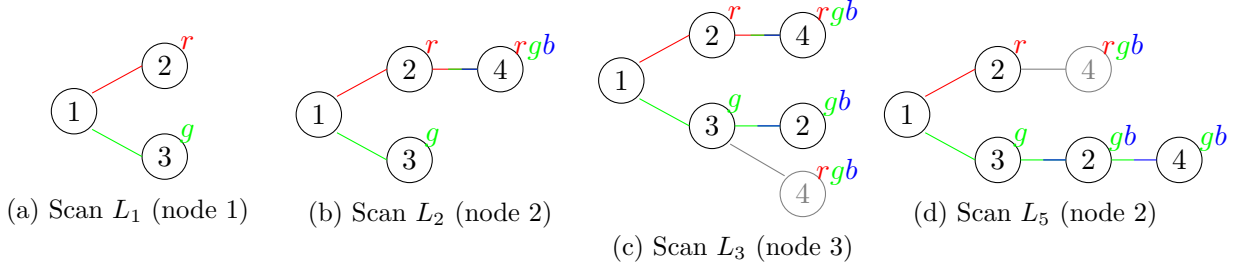 1
2 r
3 g
(a) Scan L₁ (node 1)
1
2 r
4 rgb
3 g
(b) Scan L₂ (node 2)
1
2 r
4 rgb
3 g
2 gb
4 rgb
(c) Scan L₃ (node 3)
1
2 r
4 rgb
3 g
2 gb
4 gb
(d) Scan L₅ (node 2)